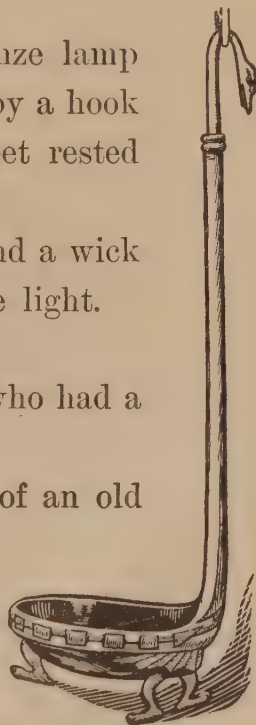 nze lamp
by a hook
et rested
nd a wick
e light.
who had a
of an old